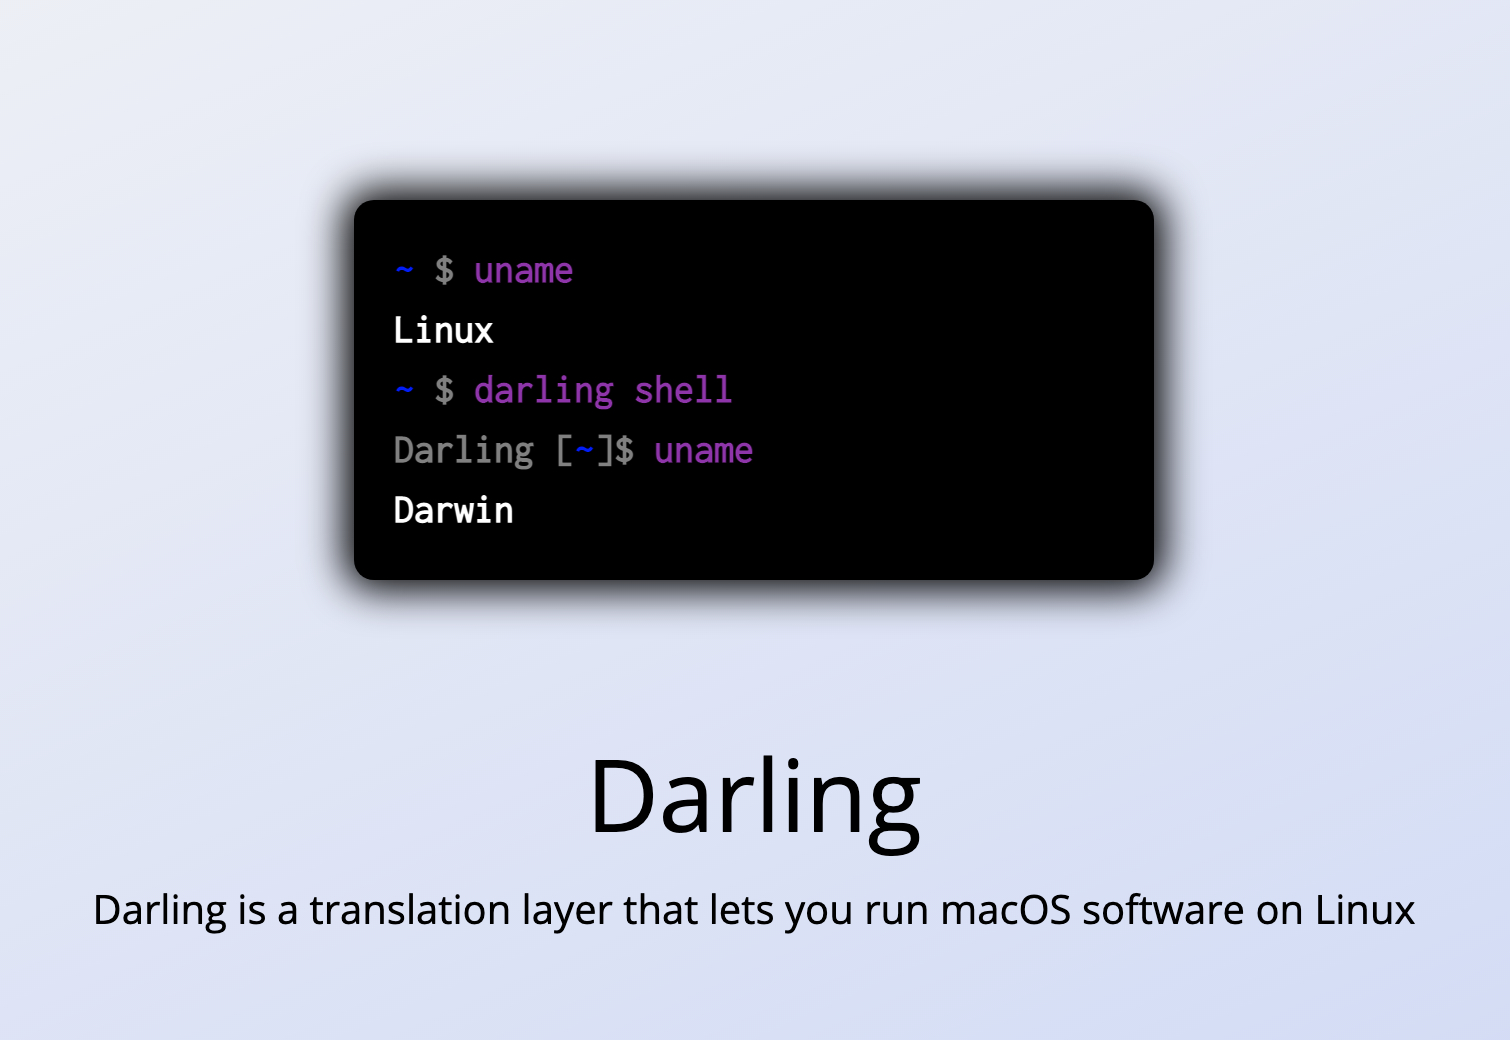 ~ $ uname
Linux
~ $ darling shell
Darling [~]$ uname
Darwin
Darling
Darling is a translation layer that lets you run macOS software on Linux